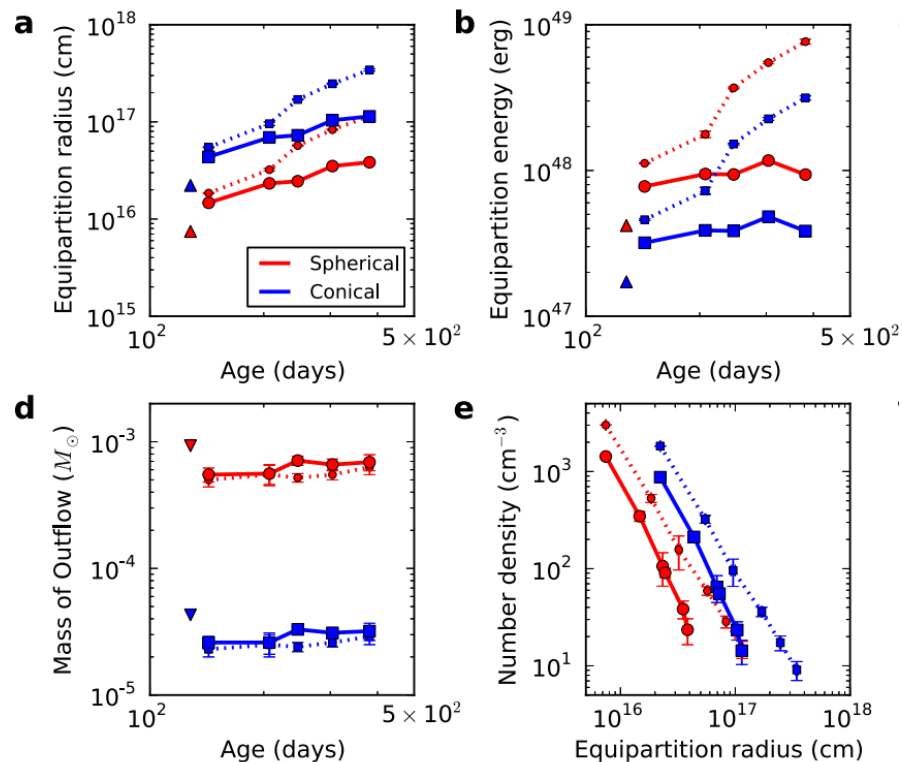 a
10^18
10^17
10^16
10^15
Equipartition radius (cm)
Spherical
Conical
10^2
5 × 10^2
Age (days)
b
10^49
10^48
10^47
Equipartition energy (erg)
10^2
5 × 10^2
Age (days)
d
10^-3
10^-4
10^-5
Mass of Outflow (M_⊙)
10^2
5 × 10^2
Age (days)
e
10^3
10^2
10^1
Number density (cm^-3)
10^16
10^17
10^18
Equipartition radius (cm)